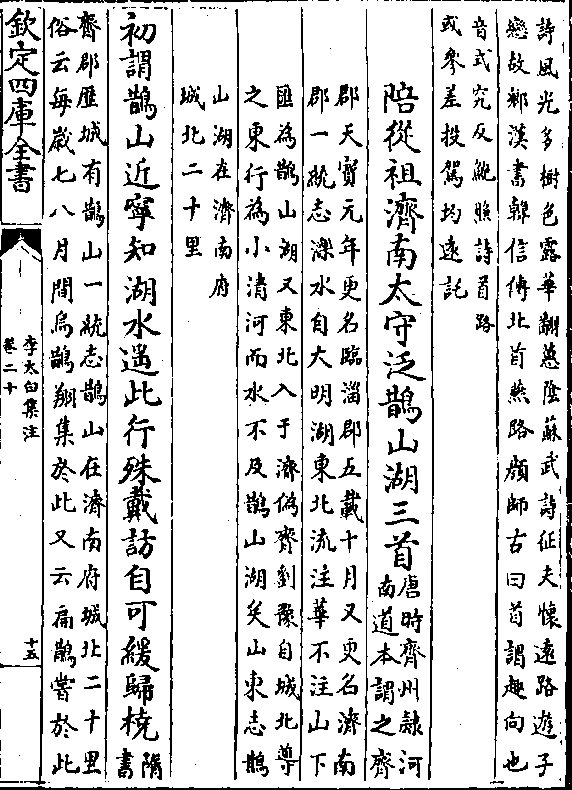 詩風光多樹色露華翻蕙陰蘇武詩征夫懷遠路遊子
戀故鄉漢書韓信傳北首燕路顔師古曰首謂趣向也
音式究反鮑照詩首路
或參差投駕均遠託
陪從祖濟南太守泛鵲山湖三首
唐時齊州隸河
南道本謂之齊
郡天寶元年更名臨淄郡五載十月又更名濟南
郡一統志濼水自大明湖東北流注華不注山下
匯為鵲山湖又東北入于濟偽齊劉豫自城北導
之東行為小清河而水不及鵲山湖矣山東志鵲
山湖在濟南府
城北二十里
初謂鵲山近寧知湖水遥此行殊戴訪自可緩歸橈
隋
書
齊郡歷城有鵲山一統志鵲山在濟南府城北二十里
俗云每歲七八月間烏鵲翔集於此又云扁鵲嘗於此
欽定四庫全書
李太白集注
卷二十
十五